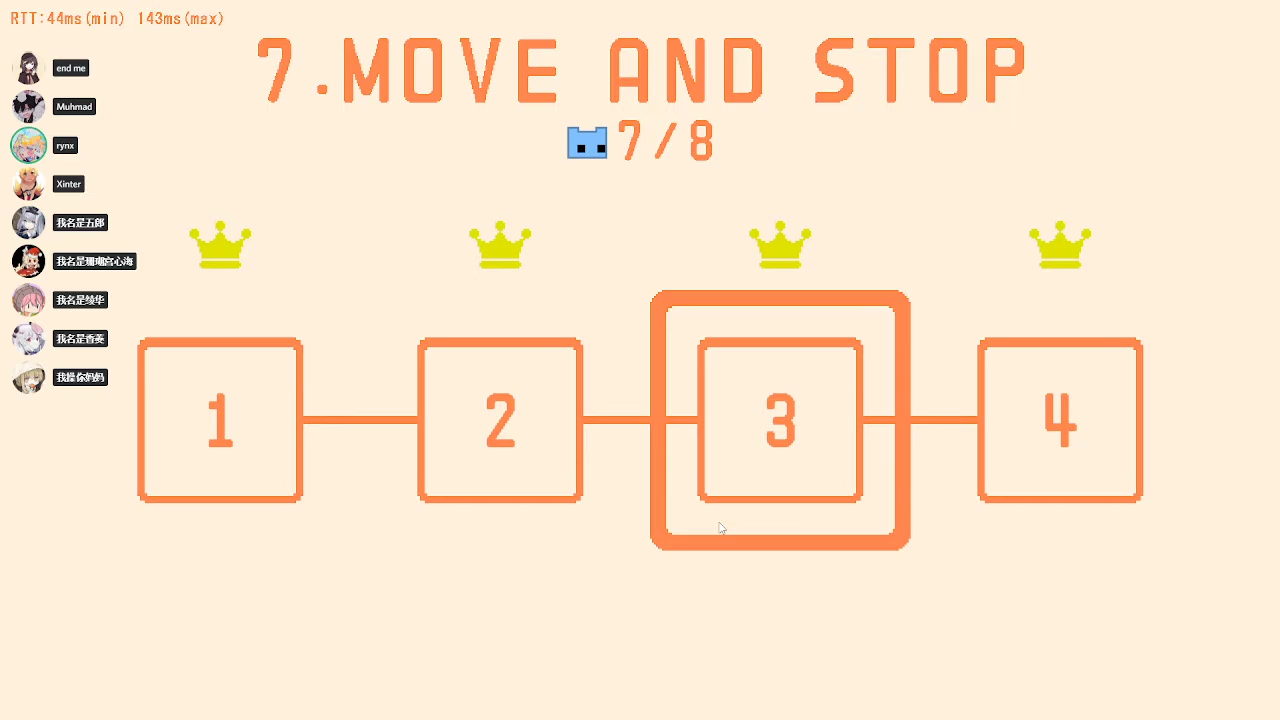 RTT:44ms(min) 143ms(max)
7.MOVE AND STOP
7/8
end me
Muhmad
rynx
Xinter
我名是五郎
我名是珊瑚宫心海
我名是绫华
我名是香菱
我操你妈妈
1
2
3
4